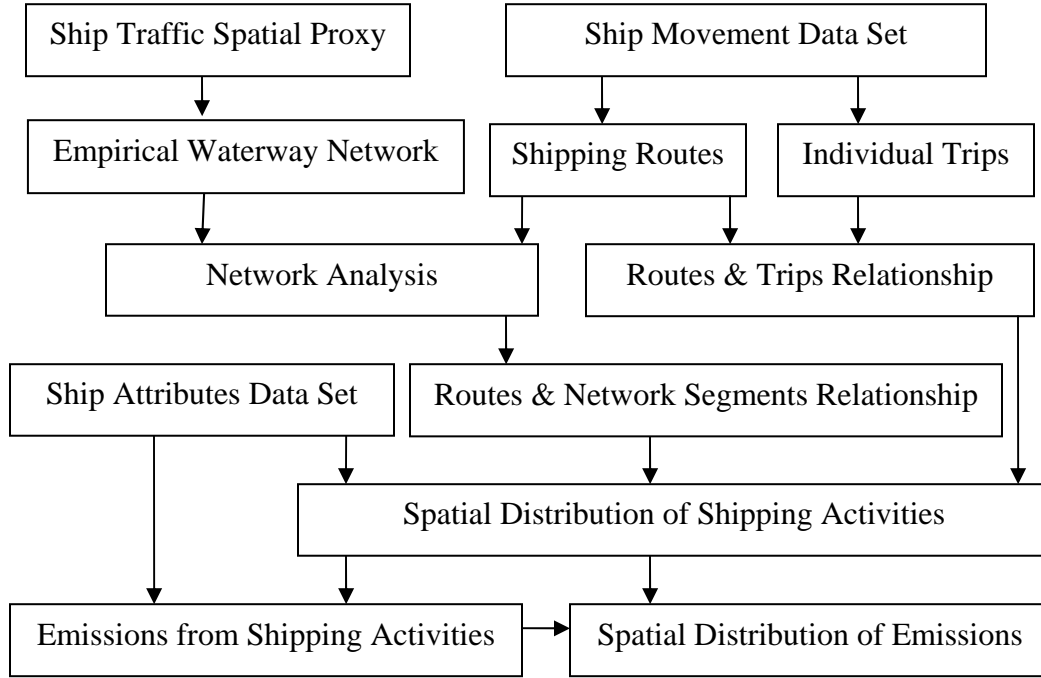 Ship Traffic Spatial Proxy
Ship Movement Data Set
Empirical Waterway Network
Shipping Routes
Individual Trips
Network Analysis
Routes & Trips Relationship
Ship Attributes Data Set
Routes & Network Segments Relationship
Spatial Distribution of Shipping Activities
Emissions from Shipping Activities
Spatial Distribution of Emissions